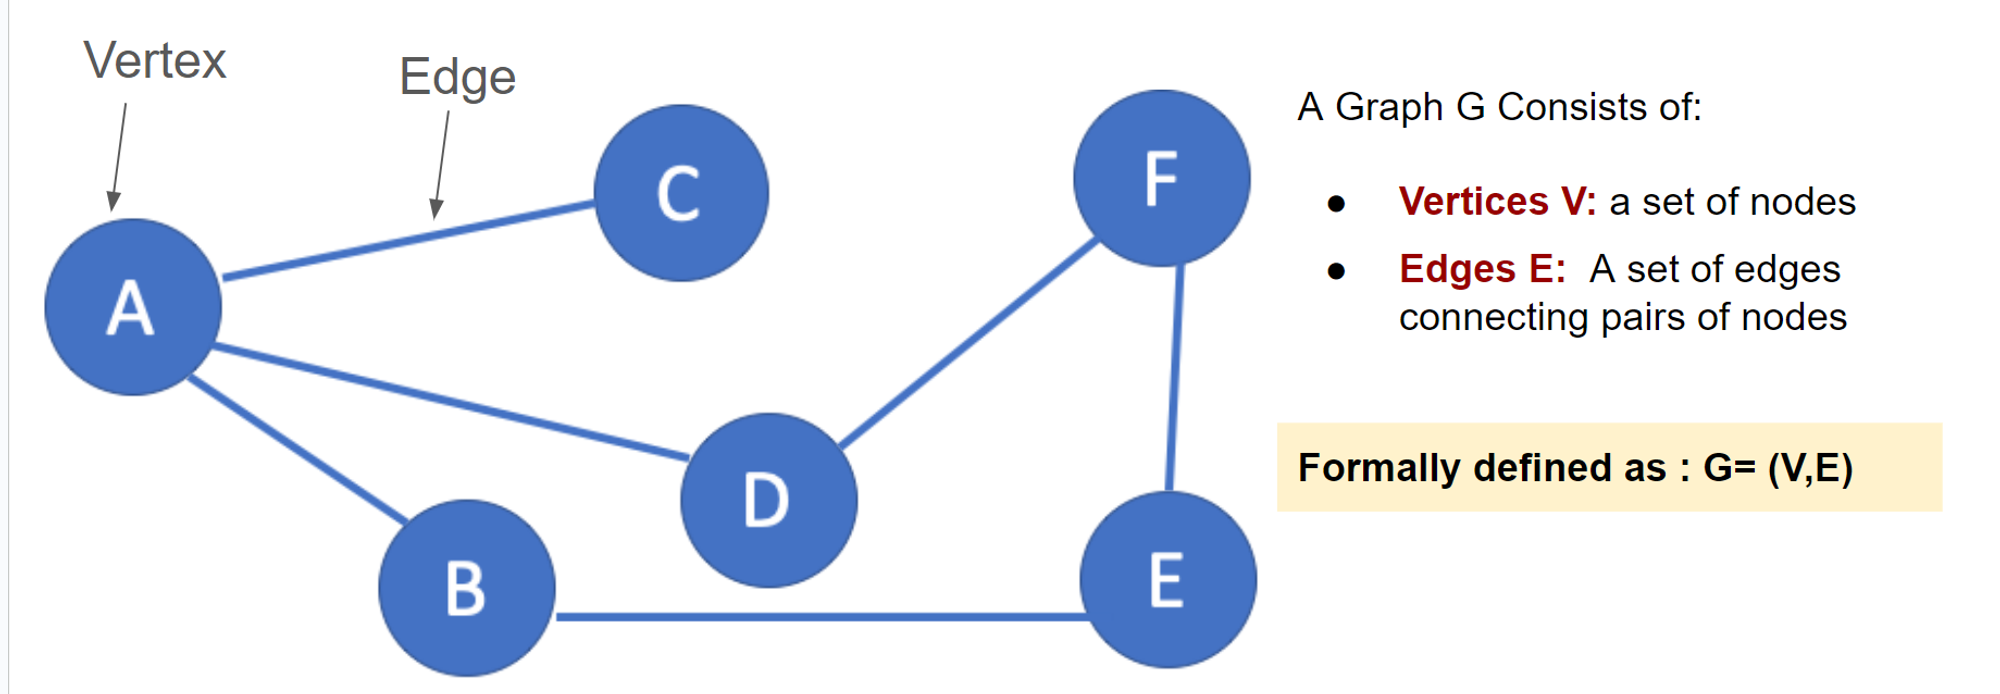 Vertex
Edge
C
F
A
D
B
E
A Graph G Consists of:
● Vertices V: a set of nodes
● Edges E: A set of edges
connecting pairs of nodes
Formally defined as : G= (V,E)